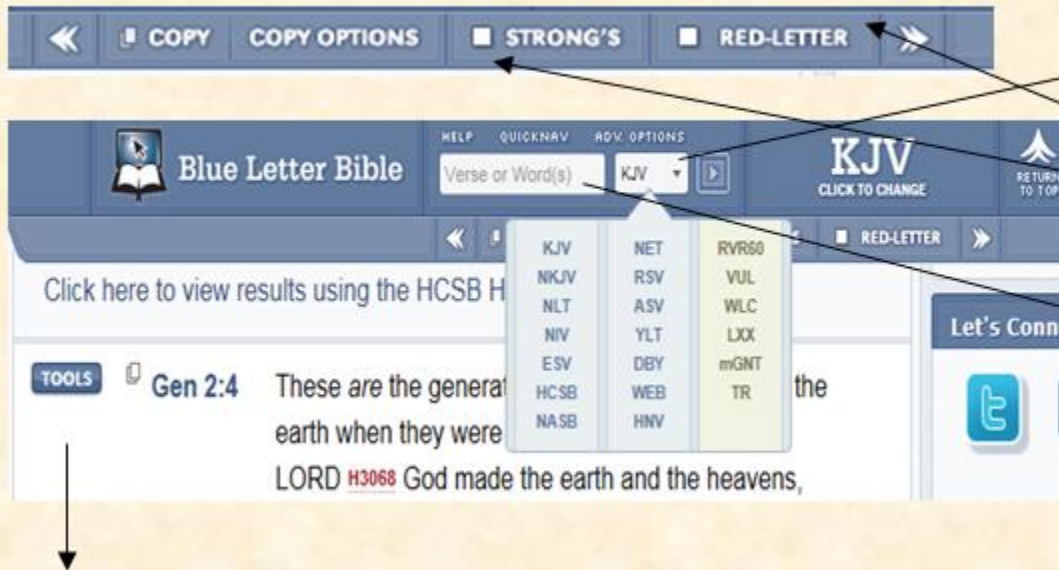 COPY COPY OPTIONS STRONG'S RED-LETTER
HELP QUICKNAV ADV. OPTIONS
Blue Letter Bible
Verse or Word(s) KJV
KJV
CLICK TO CHANGE
RETURN
TO TOP
RED-LETTER
KJV NET RVR60
NKJV RSV VUL
NLT ASV WLC
NIV YLT LXX
ESV DBY mGNT
HCSB WEB TR
NASB HNV
Click here to view results using the HCSB H
Let's Conn
TOOLS Gen 2:4 These are the generat the
earth when they were
LORD H3068 God made the earth and the heavens,